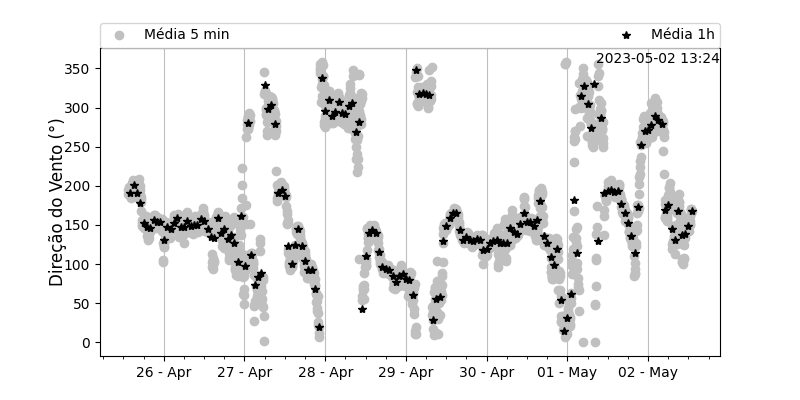 Média 5 min
Média 1h
2023-05-02 13:24
Direção do Vento (°)
350
300
250
200
150
100
50
0
26 - Apr
27 - Apr
28 - Apr
29 - Apr
30 - Apr
01 - May
02 - May